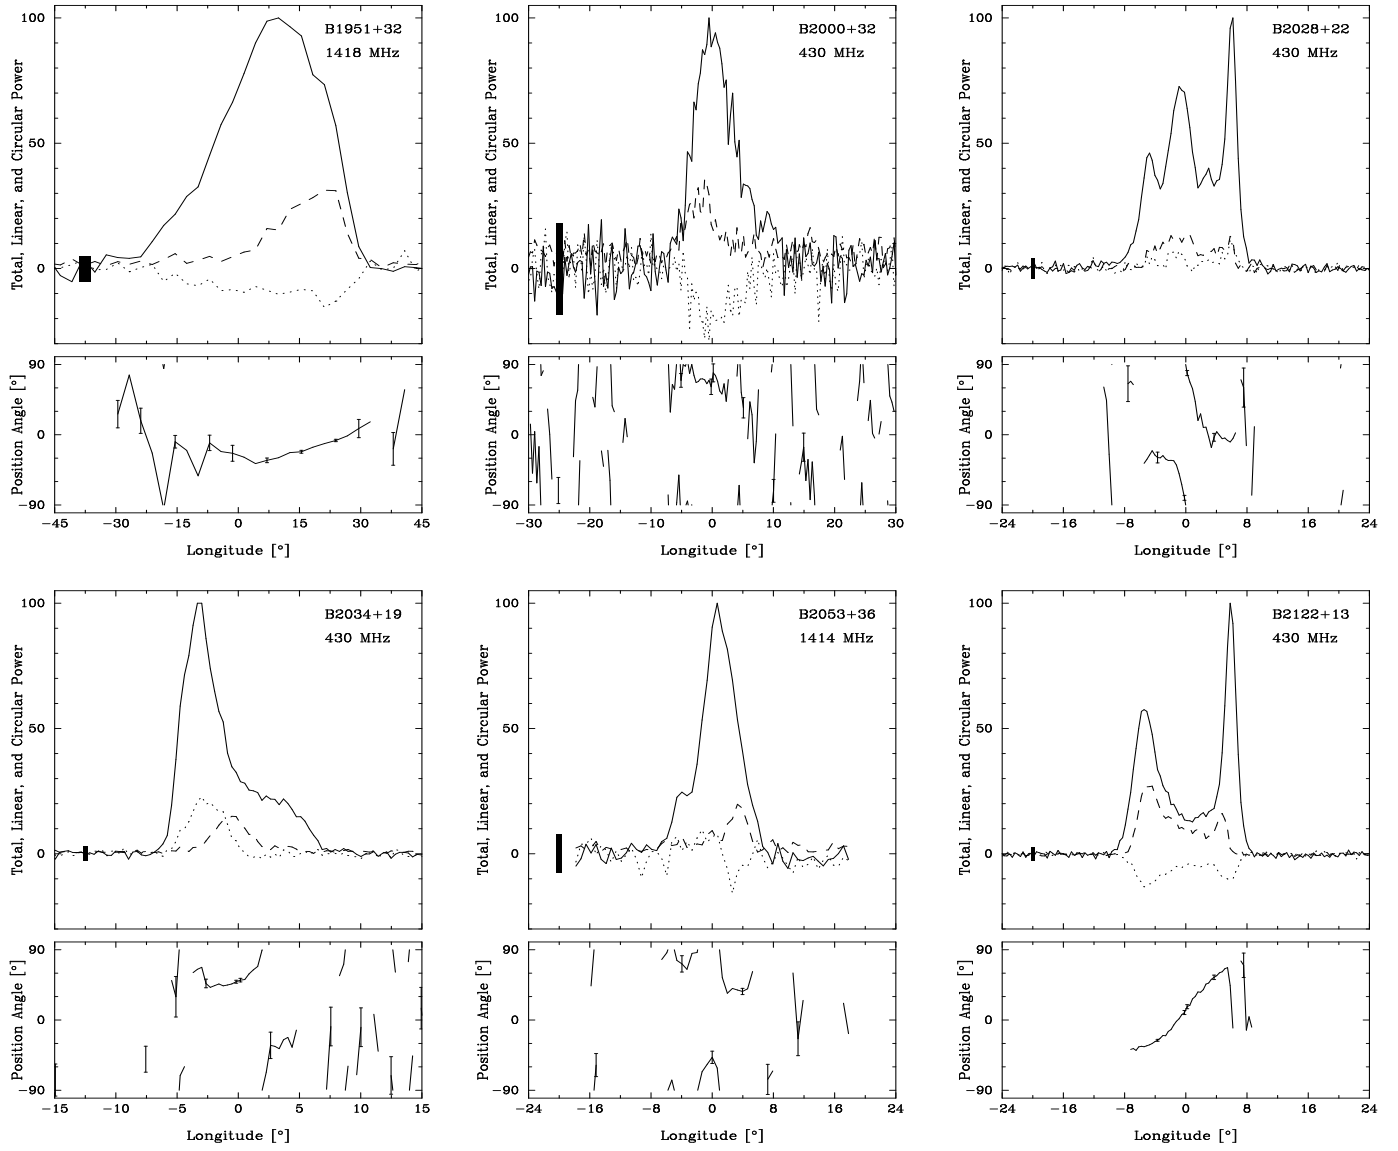 B1951+32
1418 MHz
100
50
0
Total, Linear, and Circular Power
90
0
−90
Position Angle [°]
−45 −30 −15 0 15 30 45
Longitude [°]
B2000+32
430 MHz
100
50
0
Total, Linear, and Circular Power
90
0
−90
Position Angle [°]
−30 −20 −10 0 10 20 30
Longitude [°]
B2028+22
430 MHz
100
50
0
Total, Linear, and Circular Power
90
0
−90
Position Angle [°]
−24 −16 −8 0 8 16 24
Longitude [°]
B2034+19
430 MHz
100
50
0
Total, Linear, and Circular Power
90
0
−90
Position Angle [°]
−15 −10 −5 0 5 10 15
Longitude [°]
B2053+36
1414 MHz
100
50
0
Total, Linear, and Circular Power
90
0
−90
Position Angle [°]
−24 −16 −8 0 8 16 24
Longitude [°]
B2122+13
430 MHz
100
50
0
Total, Linear, and Circular Power
90
0
−90
Position Angle [°]
−24 −16 −8 0 8 16 24
Longitude [°]